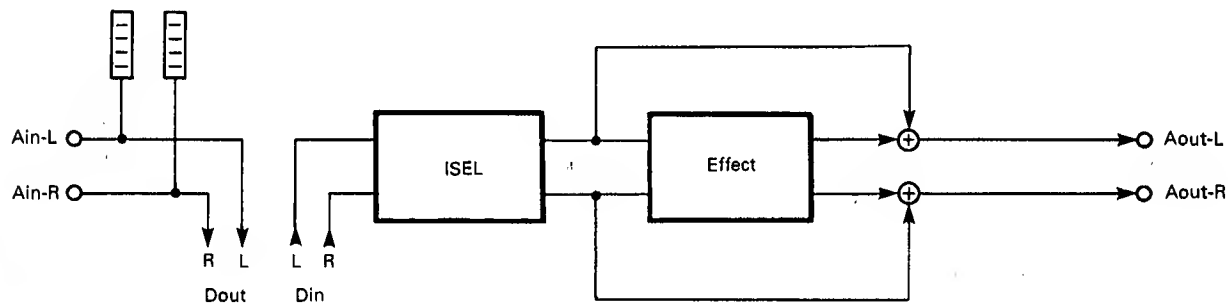 Ain-L
Ain-R
R L
Dout
L R
Din
ISEL
Effect
+
+
Aout-L
Aout-R